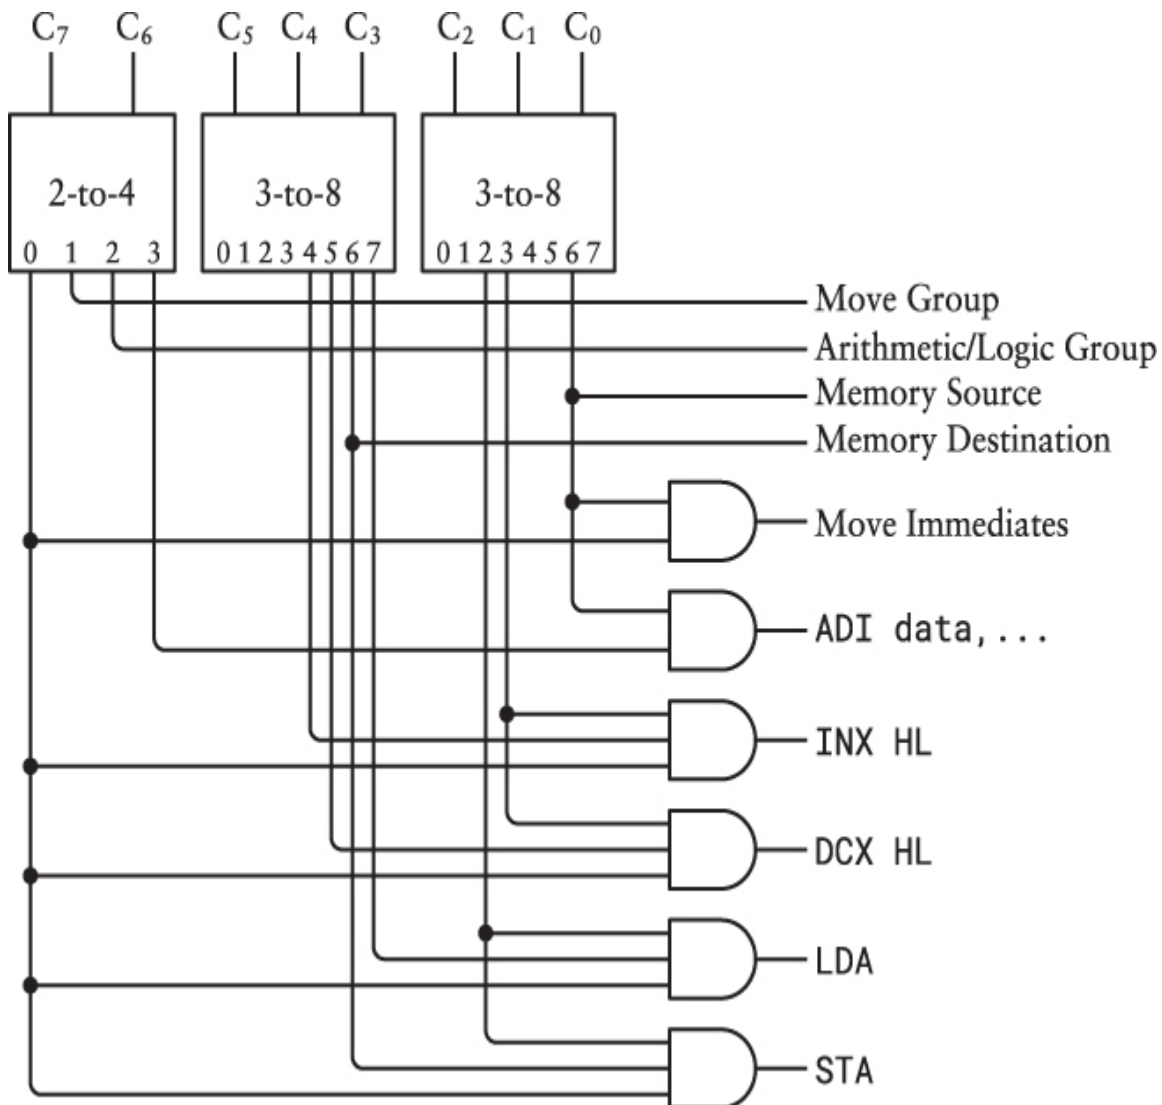 C₇ C₆ C₅ C₄ C₃ C₂ C₁ C₀
2-to-4 3-to-8 3-to-8
0 1 2 3 0 1 2 3 4 5 6 7 0 1 2 3 4 5 6 7
Move Group
Arithmetic/Logic Group
Memory Source
Memory Destination
Move Immediates
ADI data,...
INX HL
DCX HL
LDA
STA